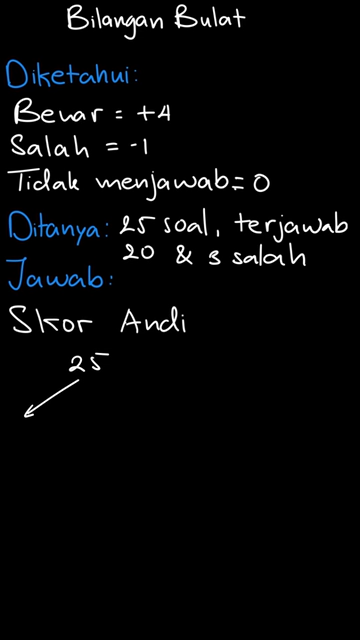 Bilangan Bulat
Diketahui:
Benar = +4
Salah = -1
Tidak menjawab = 0
Ditanya: 25 soal, terjawab
20 & 3 salah
Jawab:
Skor Andi
25